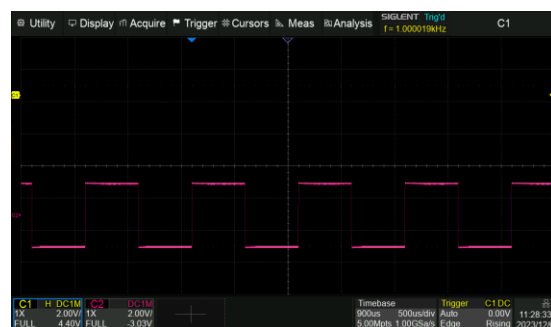 Utility Display Acquire Trigger Cursors Meas Analysis SIGLENT Trig'd C1
f = 1.000019kHz
C1
C2
C1 H DC1M C2 DC1M Timebase Trigger C1 DC
1X 2.00V/ 1X 2.00V/ 900us 500us/div Auto 0.00V 11:28:33
FULL 4.40V FULL -3.03V 5.00Mpts 1.00GSa/s Edge Rising